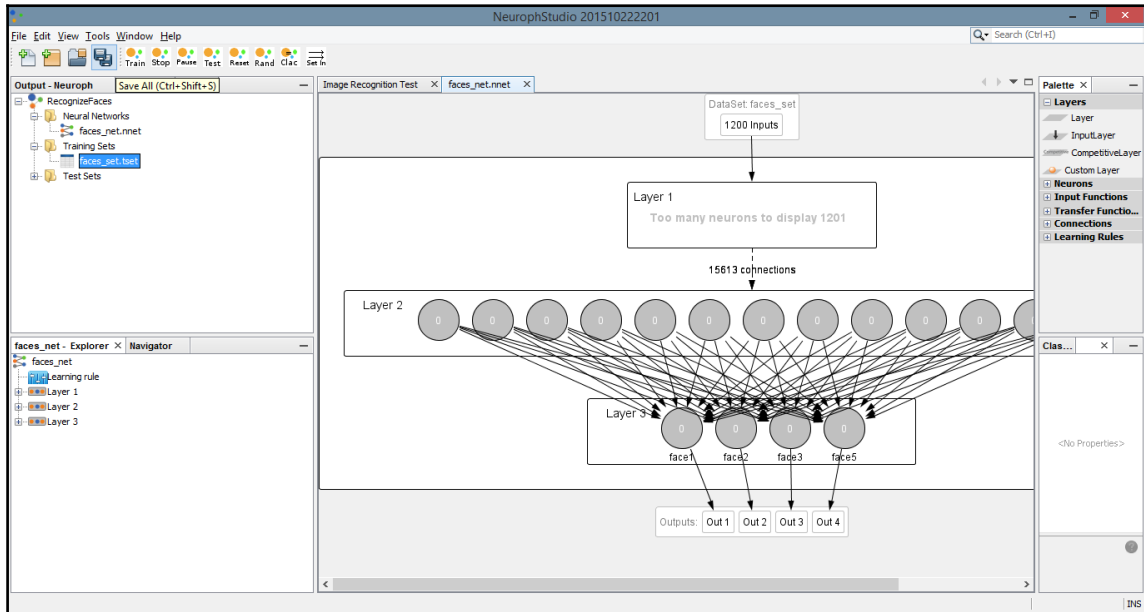 NeurophStudio 201510222201
File Edit View Tools Window Help
Search (Ctrl+I)
Train Stop Pause Test Reset Rand Clac Set In
Output - Neuroph
Save All (Ctrl+Shift+S)
RecognizeFaces
Neural Networks
faces_net.nnet
Training Sets
faces_set.tset
Test Sets
faces_net - Explorer Navigator
faces_net
Learning rule
Layer 1
Layer 2
Layer 3
Image Recognition Test faces_net.nnet
DataSet: faces_set
1200 Inputs
Layer 1
Too many neurons to display 1201
15613 connections
Layer 2
0 0 0 0 0 0 0 0 0 0 0 0
Layer 3
0 0 0 0
face1 face2 face3 face5
Outputs: Out 1 Out 2 Out 3 Out 4
Palette
Layers
Layer
InputLayer
CompetitiveLayer
Custom Layer
Neurons
Input Functions
Transfer Functio...
Connections
Learning Rules
Clas...
<No Properties>
INS